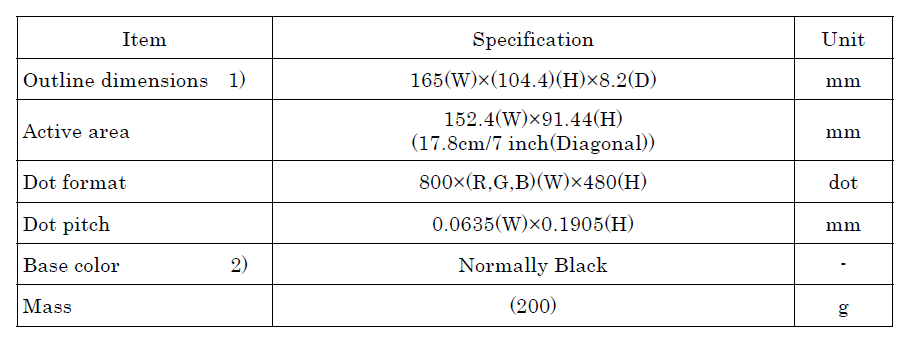 Item Specification Unit
Outline dimensions 1) 165(W)×(104.4)(H)×8.2(D) mm
Active area 152.4(W)×91.44(H) mm
(17.8cm/7 inch(Diagonal))
Dot format 800×(R,G,B)(W)×480(H) dot
Dot pitch 0.0635(W)×0.1905(H) mm
Base color 2) Normally Black -
Mass (200) g